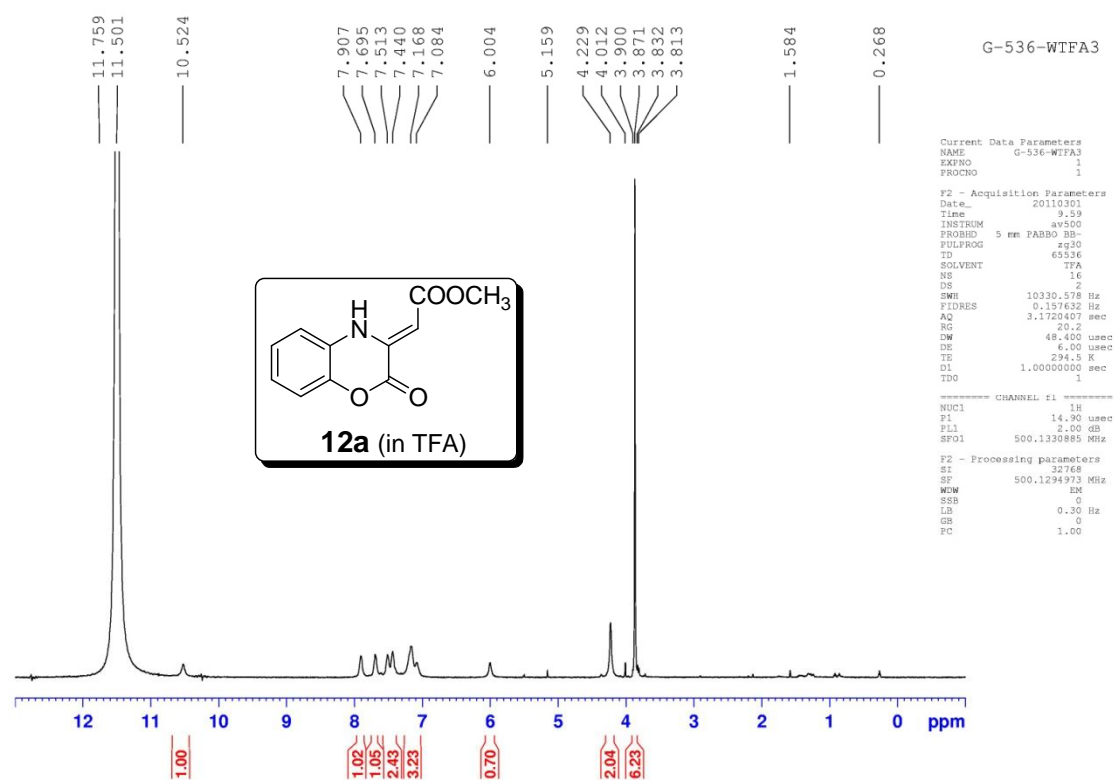 11.759
11.501
10.524
7.907
7.695
7.513
7.440
7.168
7.084
6.004
5.159
4.229
4.012
3.900
3.871
3.832
3.813
1.584
0.268
G-536-WTFA3
Current Data Parameters
NAME G-536-WTFA3
EXPNO 1
PROCNO 1
F2 - Acquisition Parameters
Date_ 20110301
Time 9.59
INSTRUM av500
PROBHD 5 mm PABBO BB-
PULPROG zg30
TD 65536
SOLVENT TFA
NS 16
DS 2
SWH 10330.578 Hz
FIDRES 0.157632 Hz
AQ 3.1720407 sec
RG 20.2
DW 48.400 usec
DE 6.00 usec
TE 294.5 K
D1 1.00000000 sec
TD0 1
======== CHANNEL f1 ========
NUC1 1H
P1 14.90 usec
PL1 2.00 dB
SFO1 500.1330885 MHz
F2 - Processing parameters
SI 32768
SF 500.1294973 MHz
WDW EM
SSB 0
LB 0.30 Hz
GB 0
PC 1.00
COOCH3
H
N
O
O
12a (in TFA)
12 11 10 9 8 7 6 5 4 3 2 1 0 ppm
1.00
1.02
1.05
2.43
3.23
0.70
2.04
6.23